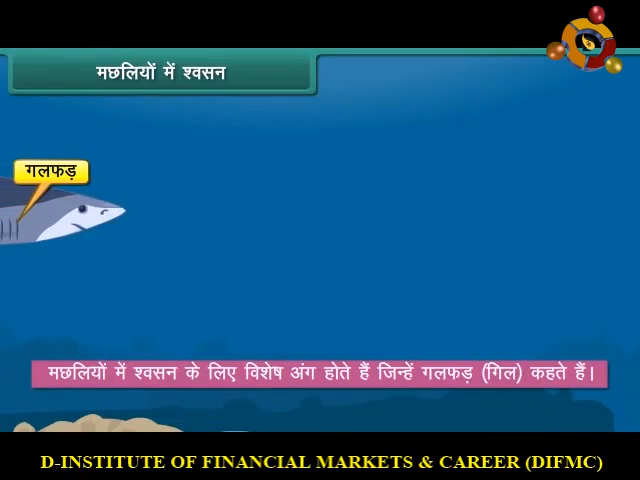 मछलियों में श्वसन
गलफड़
मछलियों में श्वसन के लिए विशेष अंग होते हैं जिन्हें गलफड़ (गिल) कहते हैं।
D-INSTITUTE OF FINANCIAL MARKETS & CAREER (DIFMC)